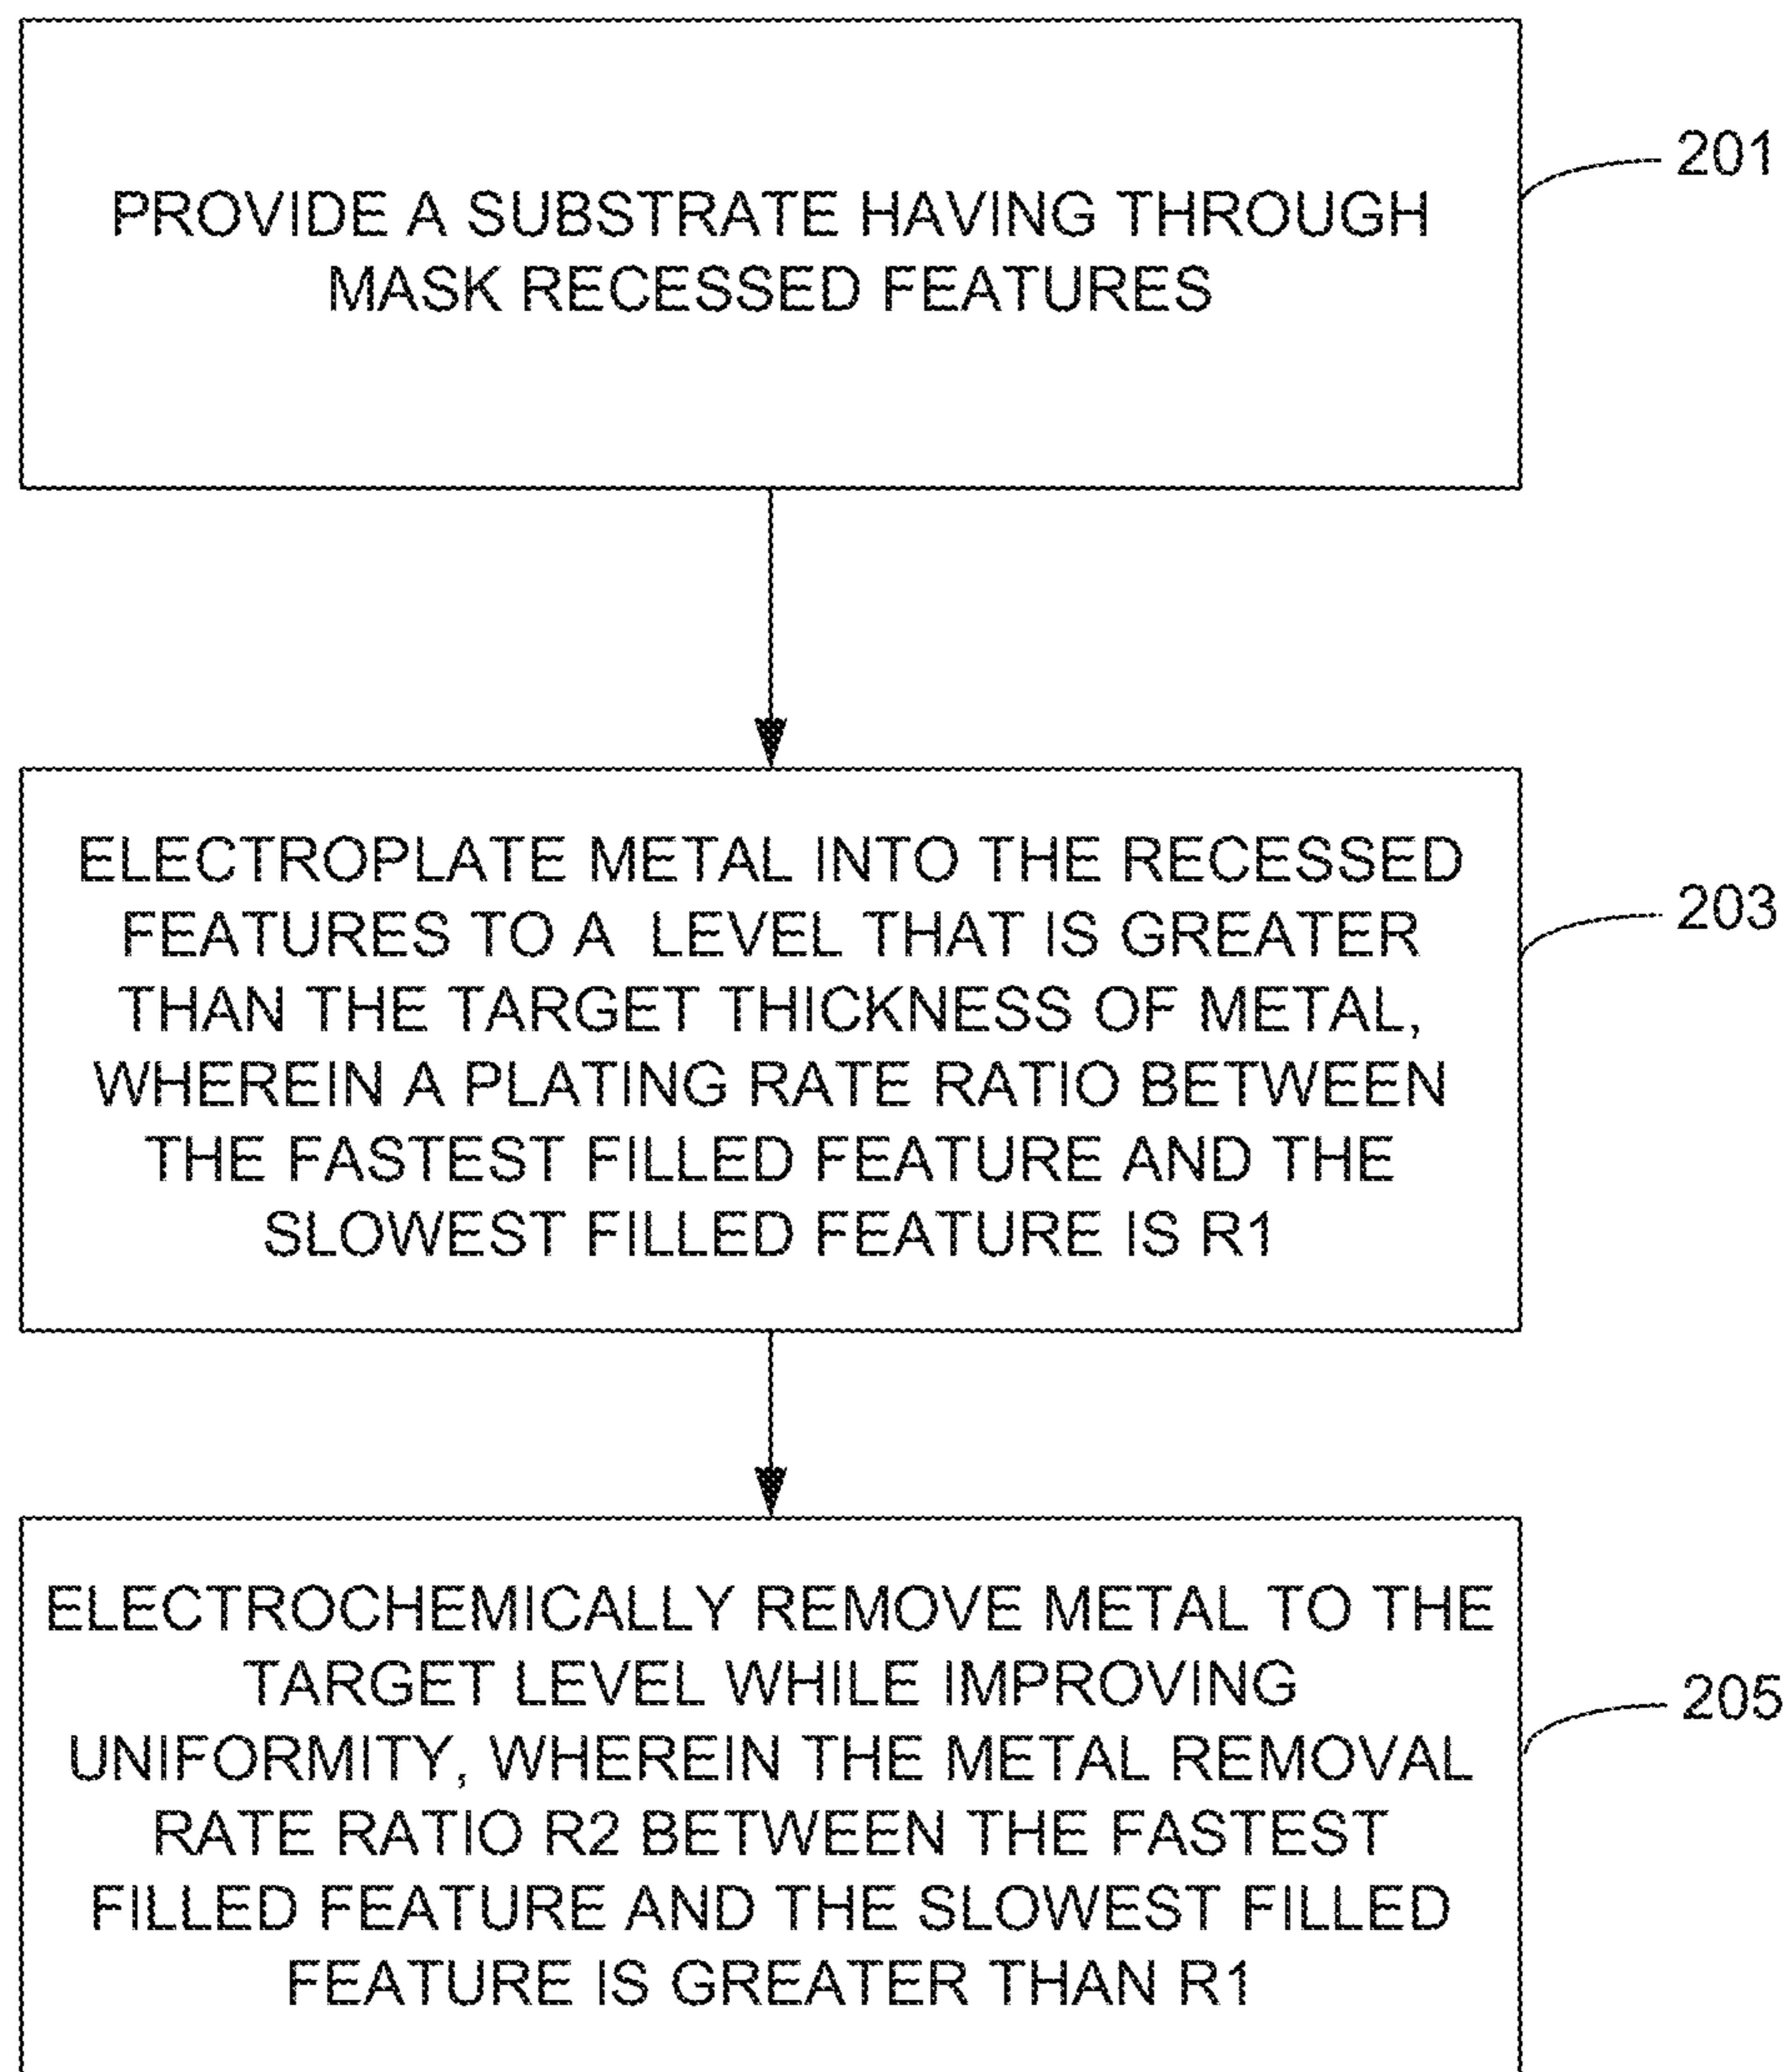 PROVIDE A SUBSTRATE HAVING THROUGH
MASK RECESSED FEATURES
201
ELECTROPLATE METAL INTO THE RECESSED
FEATURES TO A LEVEL THAT IS GREATER
THAN THE TARGET THICKNESS OF METAL,
WHEREIN A PLATING RATE RATIO BETWEEN
THE FASTEST FILLED FEATURE AND THE
SLOWEST FILLED FEATURE IS R1
203
ELECTROCHEMICALLY REMOVE METAL TO THE
TARGET LEVEL WHILE IMPROVING
UNIFORMITY, WHEREIN THE METAL REMOVAL
RATE RATIO R2 BETWEEN THE FASTEST
FILLED FEATURE AND THE SLOWEST FILLED
FEATURE IS GREATER THAN R1
205